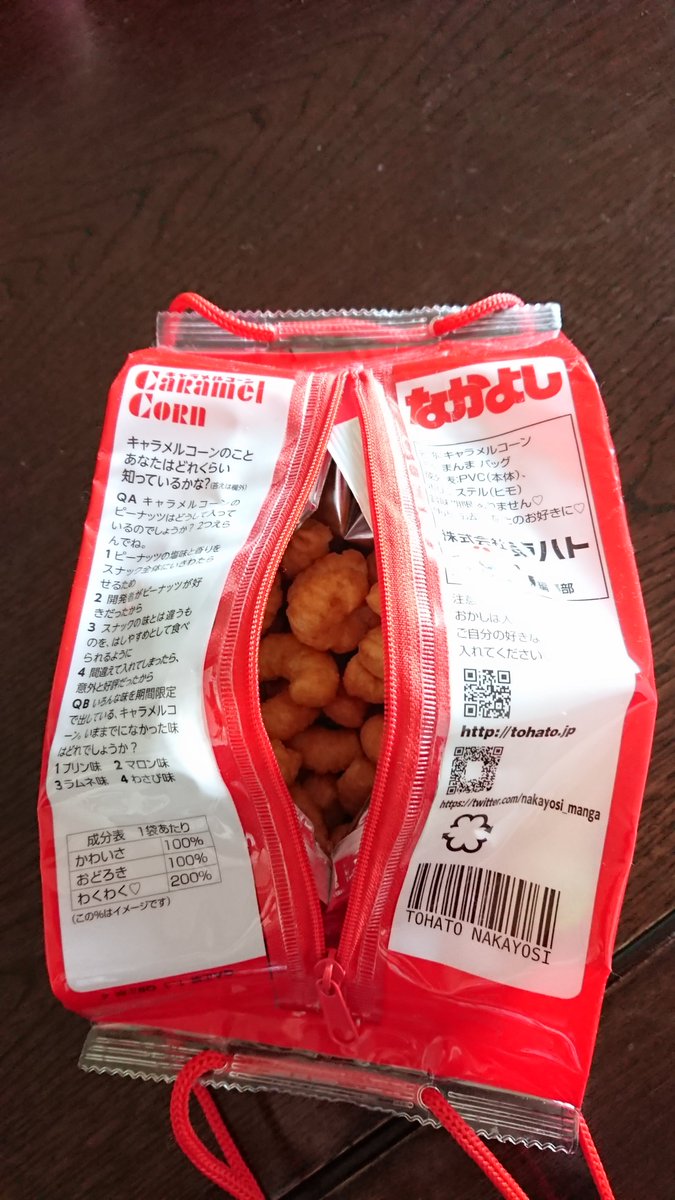 キャラメルコーン
Caramel
Corn
キャラメルコーンのこと
あなたはどれくらい
知っているかな?(答えは欄外)
QA キャラメルコーンの
ピーナッツはどうして入って
いるのでしょうか? 2つえら
んでね。
1 ピーナッツの塩味と香りを
スナック全体にいきわたら
せるため
2 開発者がピーナッツが好
きだったから
3 スナックの味とは違うも
のを、はしやすめとして食べ
られるように
4 間違えて入れてしまったら、
意外と好評だったから
QB いろんな味を期間限定
で出している、キャラメルコ
ーン。いままでになかった味
はどれでしょうか?
1 プリン味 2 マロン味
3 ラムネ味 4 わさび味
成分表 1袋あたり
かわいさ 100%
おどろき 100%
わくわく♡ 200%
(この%はイメージです)
なかよし
キャラメルコーン
まんま バッグ
PVC(本体)、
ステル(ヒモ)
ません♡
のお好きに♡
株式会社 ハト
部
おかしは入
ご自分の好きな
入れてください
http://tohato.jp
https://twitter.com/nakayosi_manga
TOHATO NAKAYOSI